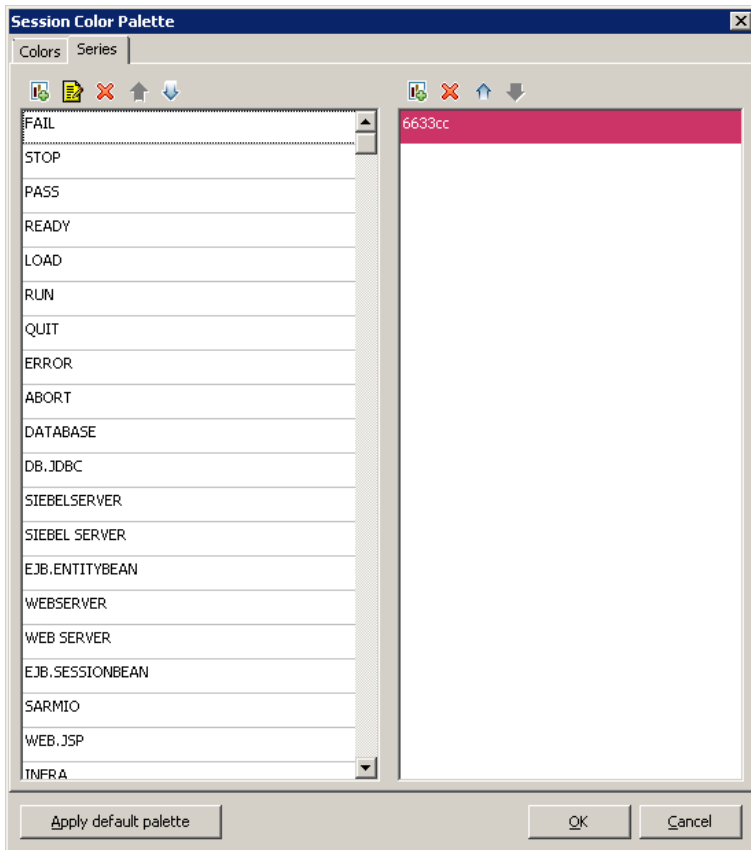 Session Color Palette
Colors Series
FAIL
6633cc
STOP
PASS
READY
LOAD
RUN
QUIT
ERROR
ABORT
DATABASE
DB.JDBC
SIEBELSERVER
SIEBEL SERVER
EJB.ENTITYBEAN
WEBSERVER
WEB SERVER
EJB.SESSIONBEAN
SARMIO
WEB.JSP
INFRA
Apply default palette
OK
Cancel